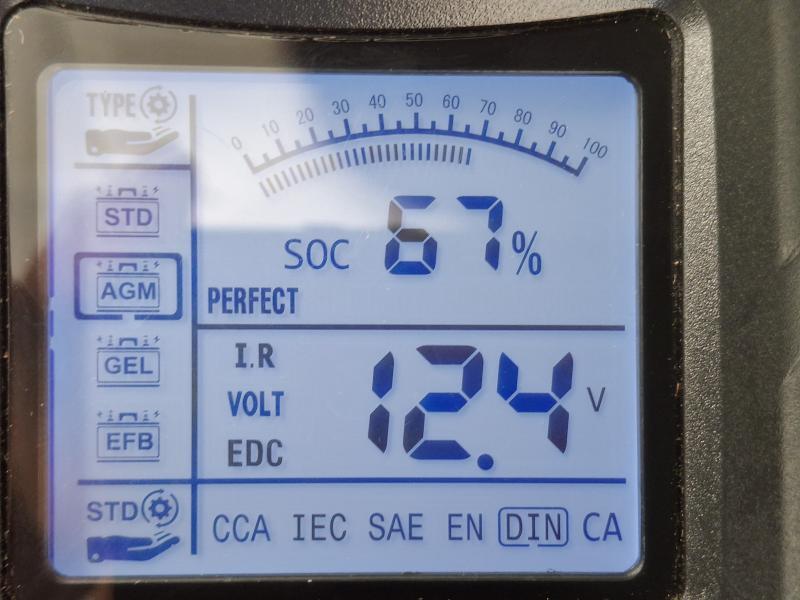 TYPE
0 10 20 30 40 50 60 70 80 90 100
STD
SOC 67%
AGM
PERFECT
I.R
GEL
12.4 V
VOLT
EFB
EDC
STD
CCA IEC SAE EN DIN CA